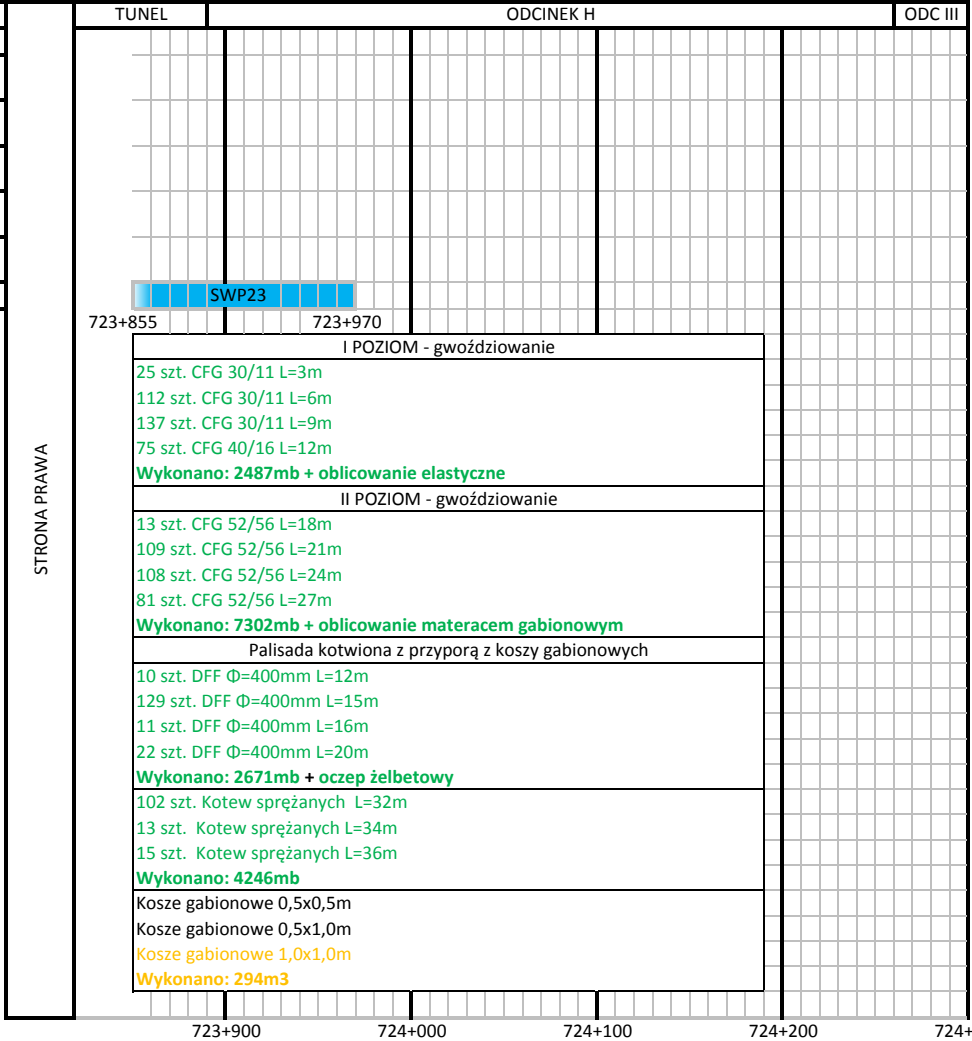 TUNEL ODCINEK H ODC III
SWP23
723+855 723+970
STRONA PRAWA
I POZIOM - gwoździowanie
25 szt. CFG 30/11 L=3m
112 szt. CFG 30/11 L=6m
137 szt. CFG 30/11 L=9m
75 szt. CFG 40/16 L=12m
Wykonano: 2487mb + oblicowanie elastyczne
II POZIOM - gwoździowanie
13 szt. CFG 52/56 L=18m
109 szt. CFG 52/56 L=21m
108 szt. CFG 52/56 L=24m
81 szt. CFG 52/56 L=27m
Wykonano: 7302mb + oblicowanie materacem gabionowym
Palisada kotwiona z przyporą z koszy gabionowych
10 szt. DFF Φ=400mm L=12m
129 szt. DFF Φ=400mm L=15m
11 szt. DFF Φ=400mm L=16m
22 szt. DFF Φ=400mm L=20m
Wykonano: 2671mb + oczep żelbetowy
102 szt. Kotew sprężanych L=32m
13 szt. Kotew sprężanych L=34m
15 szt. Kotew sprężanych L=36m
Wykonano: 4246mb
Kosze gabionowe 0,5x0,5m
Kosze gabionowe 0,5x1,0m
Kosze gabionowe 1,0x1,0m
Wykonano: 294m3
723+900 724+000 724+100 724+200 724+